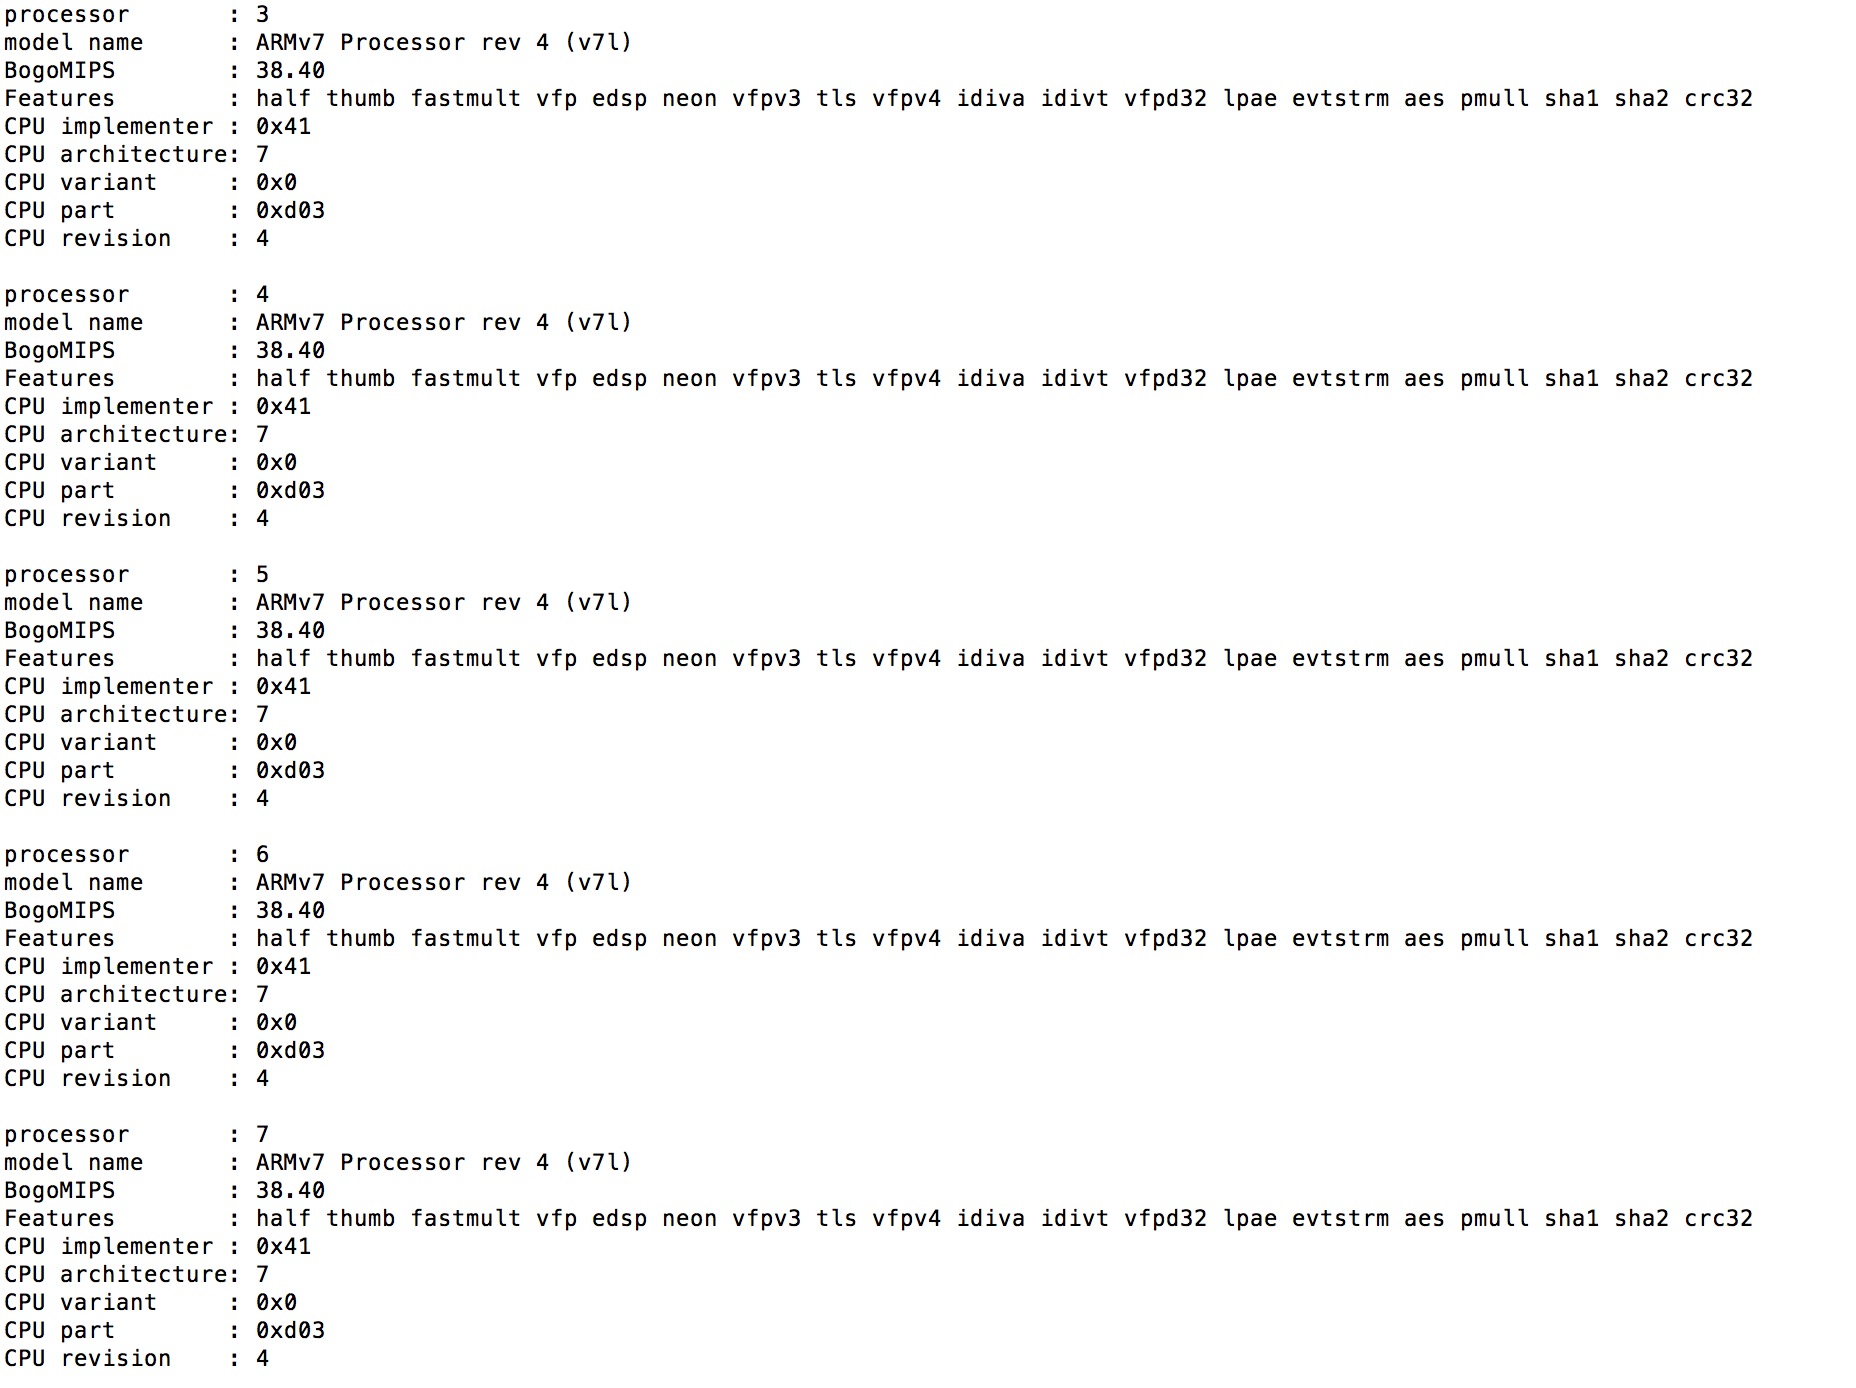 processor       : 3
model name      : ARMv7 Processor rev 4 (v7l)
BogoMIPS        : 38.40
Features        : half thumb fastmult vfp edsp neon vfpv3 tls vfpv4 idiva idivt vfpd32 lpae evtstrm aes pmull sha1 sha2 crc32
CPU implementer : 0x41
CPU architecture: 7
CPU variant     : 0x0
CPU part        : 0xd03
CPU revision    : 4

processor       : 4
model name      : ARMv7 Processor rev 4 (v7l)
BogoMIPS        : 38.40
Features        : half thumb fastmult vfp edsp neon vfpv3 tls vfpv4 idiva idivt vfpd32 lpae evtstrm aes pmull sha1 sha2 crc32
CPU implementer : 0x41
CPU architecture: 7
CPU variant     : 0x0
CPU part        : 0xd03
CPU revision    : 4

processor       : 5
model name      : ARMv7 Processor rev 4 (v7l)
BogoMIPS        : 38.40
Features        : half thumb fastmult vfp edsp neon vfpv3 tls vfpv4 idiva idivt vfpd32 lpae evtstrm aes pmull sha1 sha2 crc32
CPU implementer : 0x41
CPU architecture: 7
CPU variant     : 0x0
CPU part        : 0xd03
CPU revision    : 4

processor       : 6
model name      : ARMv7 Processor rev 4 (v7l)
BogoMIPS        : 38.40
Features        : half thumb fastmult vfp edsp neon vfpv3 tls vfpv4 idiva idivt vfpd32 lpae evtstrm aes pmull sha1 sha2 crc32
CPU implementer : 0x41
CPU architecture: 7
CPU variant     : 0x0
CPU part        : 0xd03
CPU revision    : 4

processor       : 7
model name      : ARMv7 Processor rev 4 (v7l)
BogoMIPS        : 38.40
Features        : half thumb fastmult vfp edsp neon vfpv3 tls vfpv4 idiva idivt vfpd32 lpae evtstrm aes pmull sha1 sha2 crc32
CPU implementer : 0x41
CPU architecture: 7
CPU variant     : 0x0
CPU part        : 0xd03
CPU revision    : 4